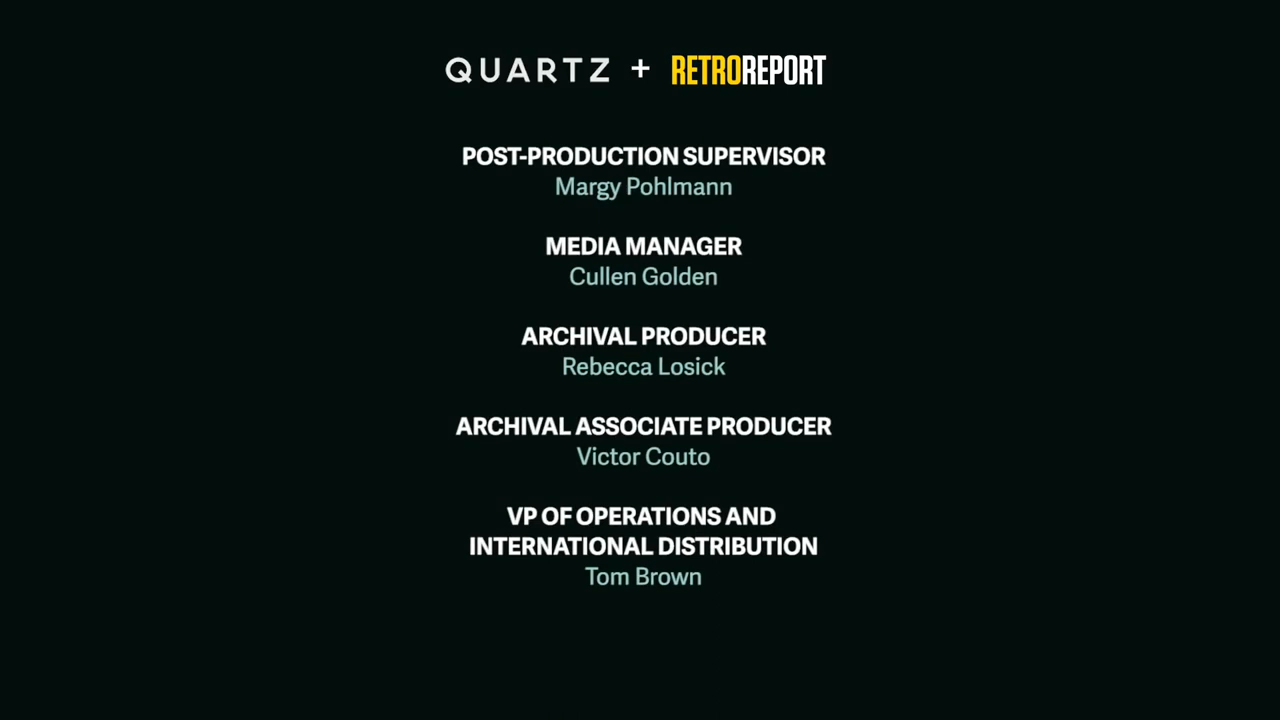 QUARTZ + RETROREPORT
POST-PRODUCTION SUPERVISOR
Margy Pohlmann
MEDIA MANAGER
Cullen Golden
ARCHIVAL PRODUCER
Rebecca Losick
ARCHIVAL ASSOCIATE PRODUCER
Victor Couto
VP OF OPERATIONS AND
INTERNATIONAL DISTRIBUTION
Tom Brown